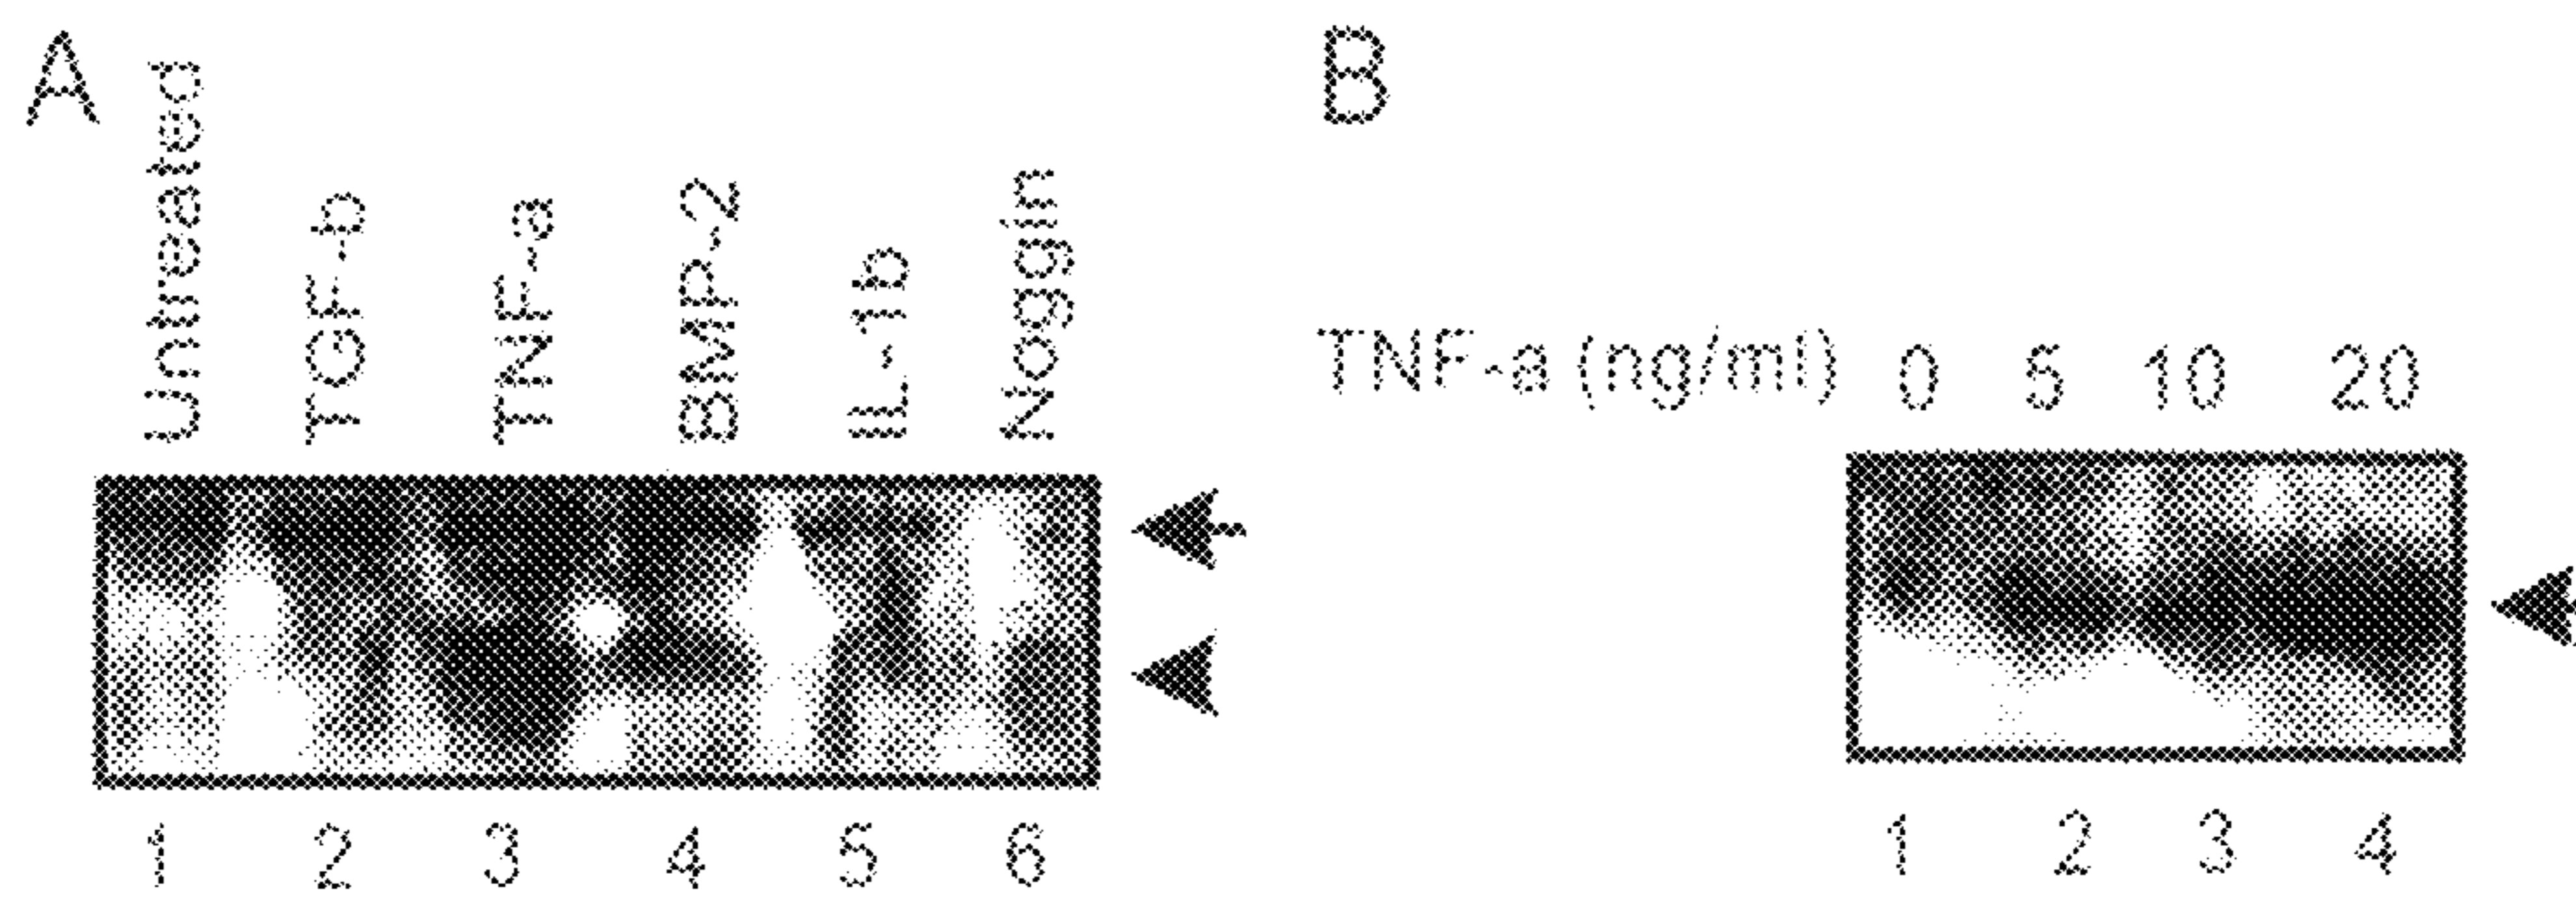 A
Untreated
TGF-b
TNF-a
BMP-2
IL-1b
Noggin
1 2 3 4 5 6
B
TNF-a (ng/ml) 0 5 10 20
1 2 3 4